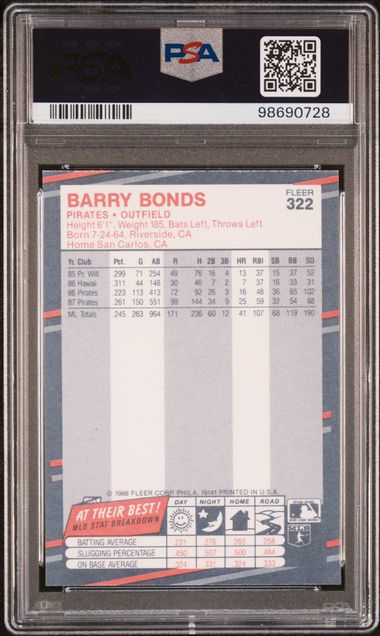 PSA
PSA
98690728
BARRY BONDS
FLEER
322
PIRATES • OUTFIELD
Height 6'1", Weight 185, Bats Left, Throws Left
Born 7-24-64, Riverside, CA
Home San Carlos, CA
Yr. Club Pct. G AB R H 2B 3B HR RBI SB BB SO
85 Pr. Will. 299 71 254 49 76 16 4 13 37 15 37 52
86 Hawaii 311 44 148 30 46 7 2 7 37 16 33 31
86 Pirates 223 113 413 72 92 26 3 16 48 36 65 102
87 Pirates 261 150 551 99 144 34 9 25 59 32 54 88
ML Totals 245 263 964 171 236 60 12 41 107 68 119 190
© 1988 FLEER CORP. PHILA. 19141 PRINTED IN U.S.A.
AT THEIR BEST!
MLB STAT BREAKDOWN
DAY NIGHT HOME ROAD
BATTING AVERAGE 221 276 265 258
SLUGGING PERCENTAGE 450 507 500 484
ON BASE AVERAGE 324 331 324 333